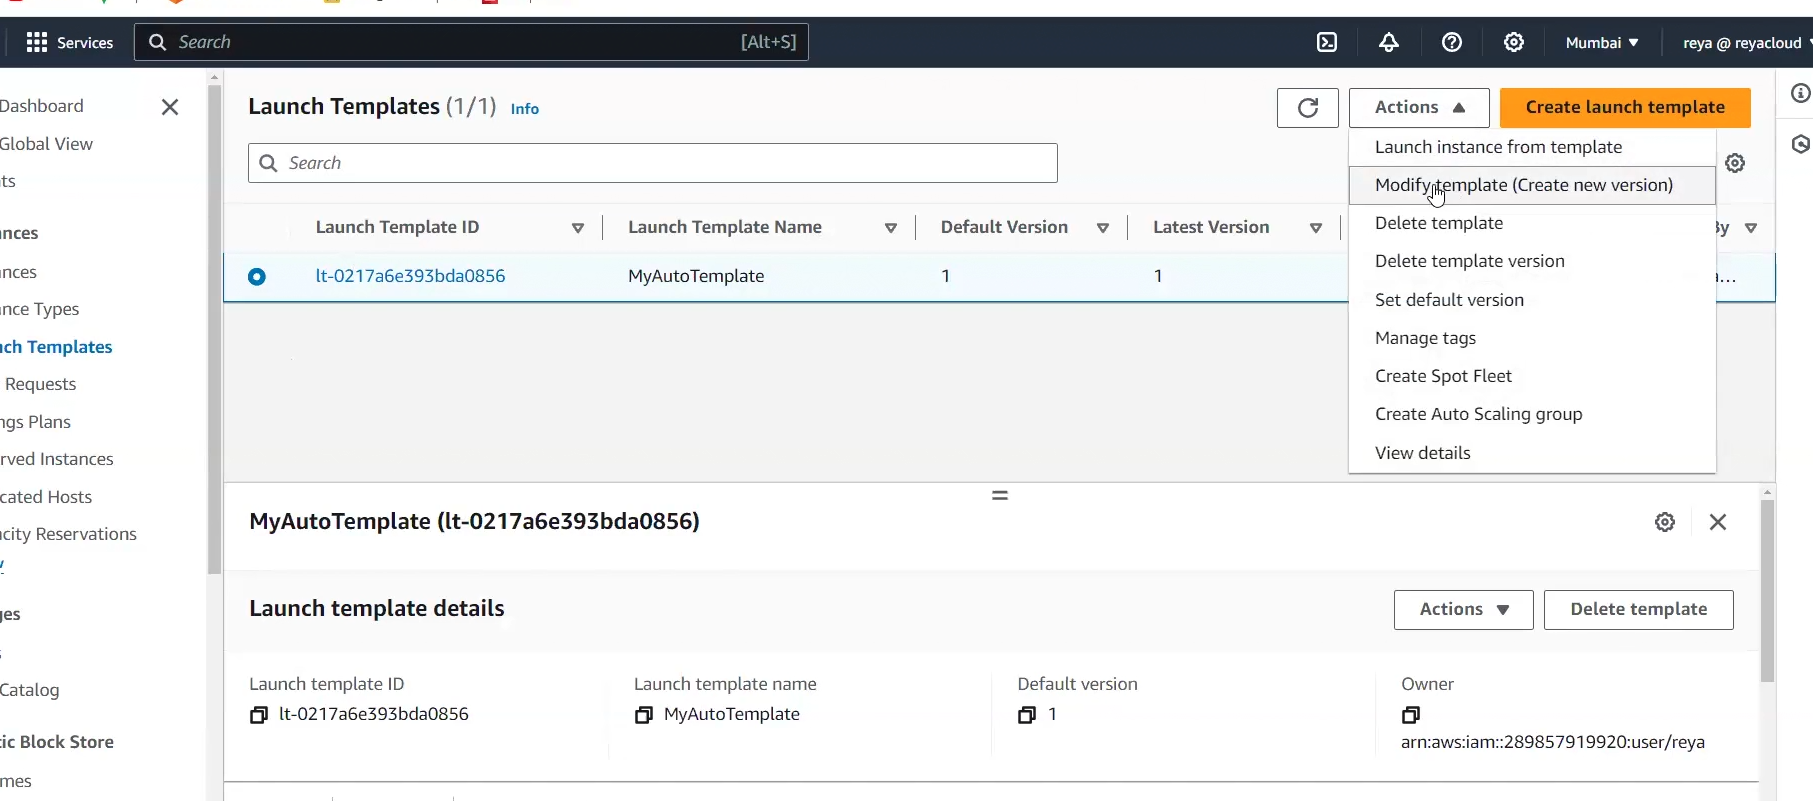 Services
Search
[Alt+S]
Mumbai ▼
reya @ reyacloud
Dashboard
Global View
ts
nces
nces
nce Types
ch Templates
Requests
ngs Plans
rved Instances
cated Hosts
city Reservations
ges
Catalog
tic Block Store
mes
Launch Templates (1/1) Info
Actions ▲
Create launch template
Search
Launch instance from template
Modify template (Create new version)
Delete template
Delete template version
Set default version
Manage tags
Create Spot Fleet
Create Auto Scaling group
View details
Launch Template ID
Launch Template Name
Default Version
Latest Version
By
lt-0217a6e393bda0856
MyAutoTemplate
1
1
a...
MyAutoTemplate (lt-0217a6e393bda0856)
Launch template details
Actions ▼
Delete template
Launch template ID
lt-0217a6e393bda0856
Launch template name
MyAutoTemplate
Default version
1
Owner
arn:aws:iam::289857919920:user/reya